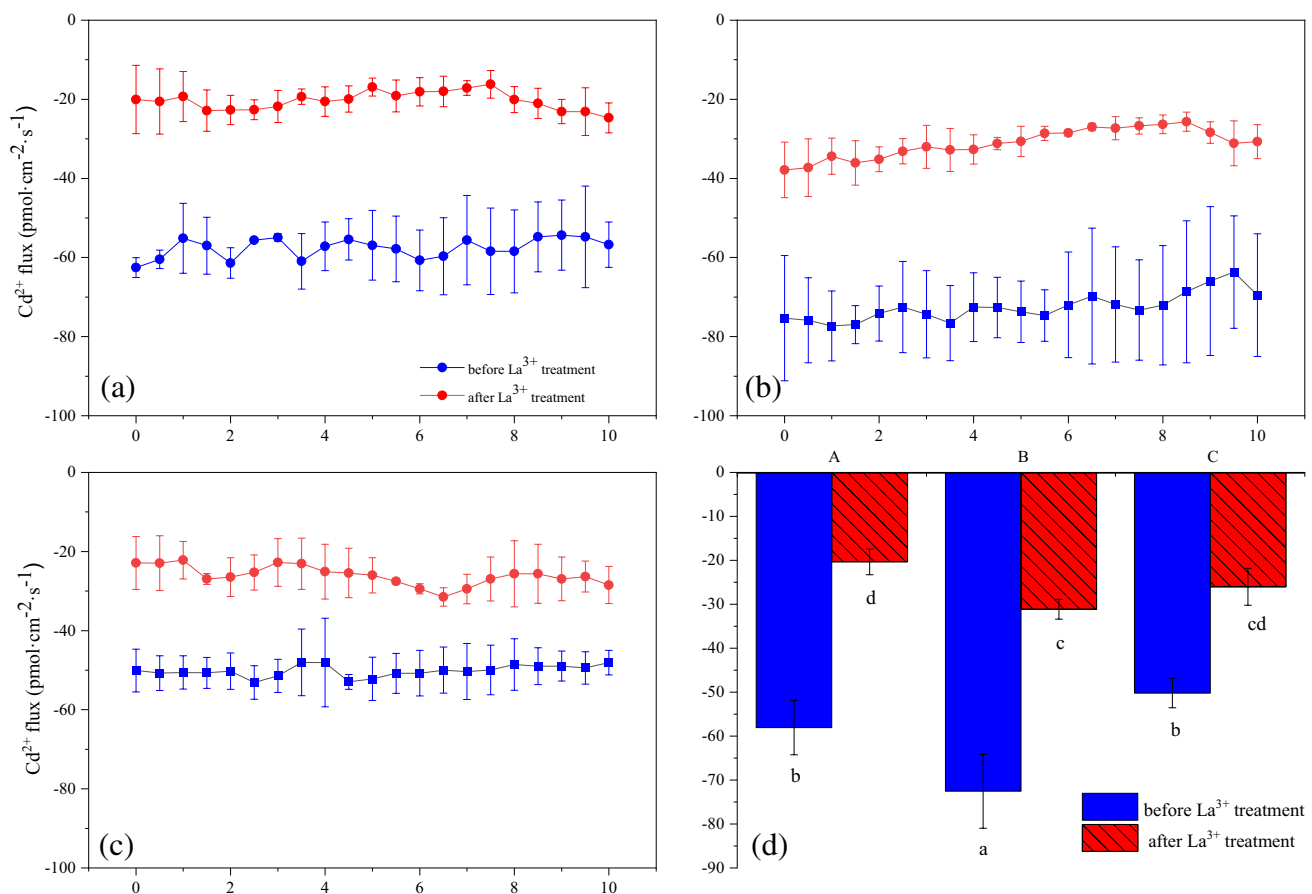 0
-20
-40
-60
-80
-100
Cd²⁺ flux (pmol·cm⁻²·s⁻¹)
before La³⁺ treatment
after La³⁺ treatment
(a)
0 2 4 6 8 10
0
-20
-40
-60
-80
-100
(b)
0 2 4 6 8 10
0
-20
-40
-60
-80
-100
Cd²⁺ flux (pmol·cm⁻²·s⁻¹)
(c)
0 2 4 6 8 10
A B C
0
-10
-20
-30
-40
-50
-60
-70
-80
-90
b
d
a
c
b
cd
before La³⁺ treatment
after La³⁺ treatment
(d)